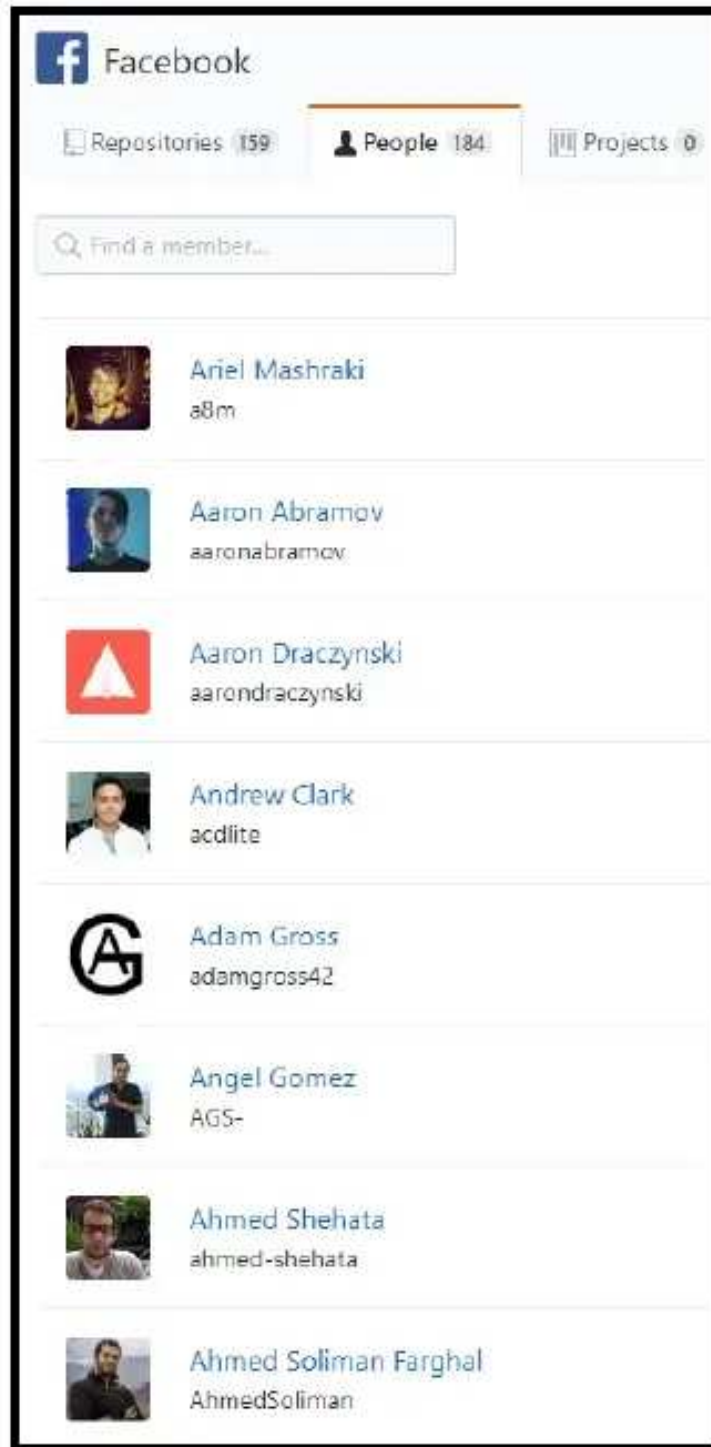 Facebook
Repositories 159 People 184 Projects 0
Find a member...
Ariel Mashraki
a8m
Aaron Abramov
aaronabramov
Aaron Draczynski
aarondraczynski
Andrew Clark
acdlite
Adam Gross
adamgross42
Angel Gomez
AGS-
Ahmed Shehata
ahmed-shehata
Ahmed Soliman Farghal
AhmedSoliman